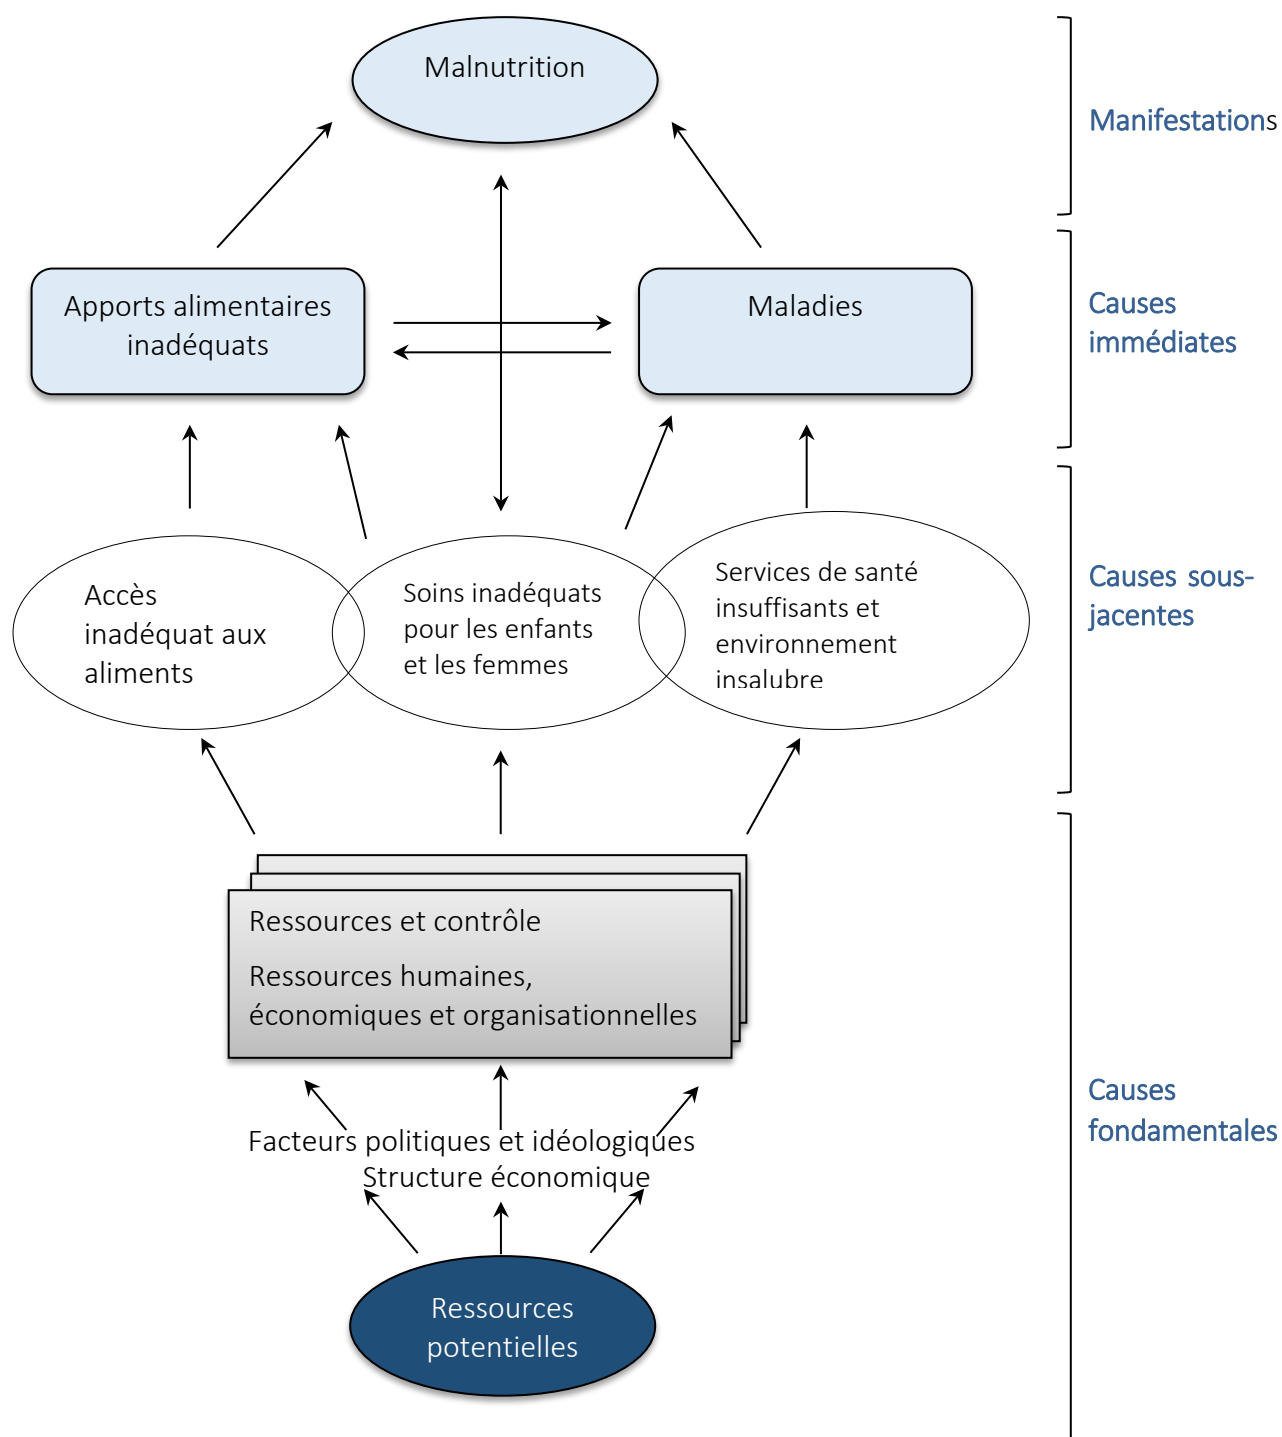 Malnutrition
Manifestations
Apports alimentaires
inadéquats
Maladies
Causes
immédiates
Accès
inadéquat aux
aliments
Soins inadéquats
pour les enfants
et les femmes
Services de santé
insuffisants et
environnement
insalubre
Causes sous-
jacentes
Ressources et contrôle
Ressources humaines,
économiques et organisationnelles
Causes
fondamentales
Facteurs politiques et idéologiques
Structure économique
Ressources
potentielles